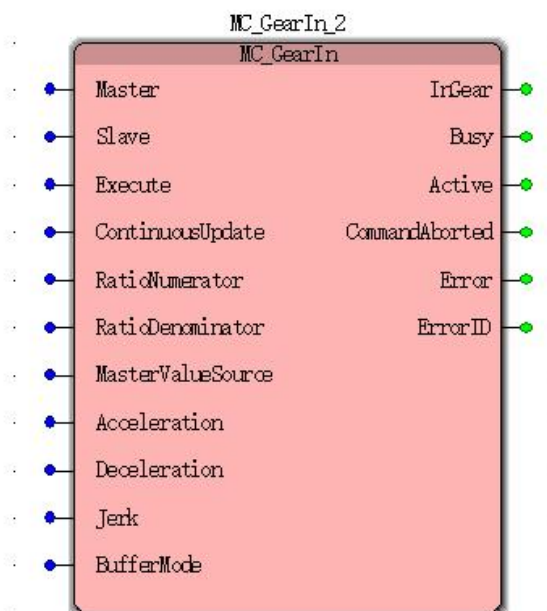 MC_GearIn_2
MC_GearIn
Master InGear
Slave Busy
Execute Active
ContinuousUpdate CommandAborted
RatioNumerator Error
RatioDenominator ErrorID
MasterValueSource
Acceleration
Deceleration
Jerk
BufferMode